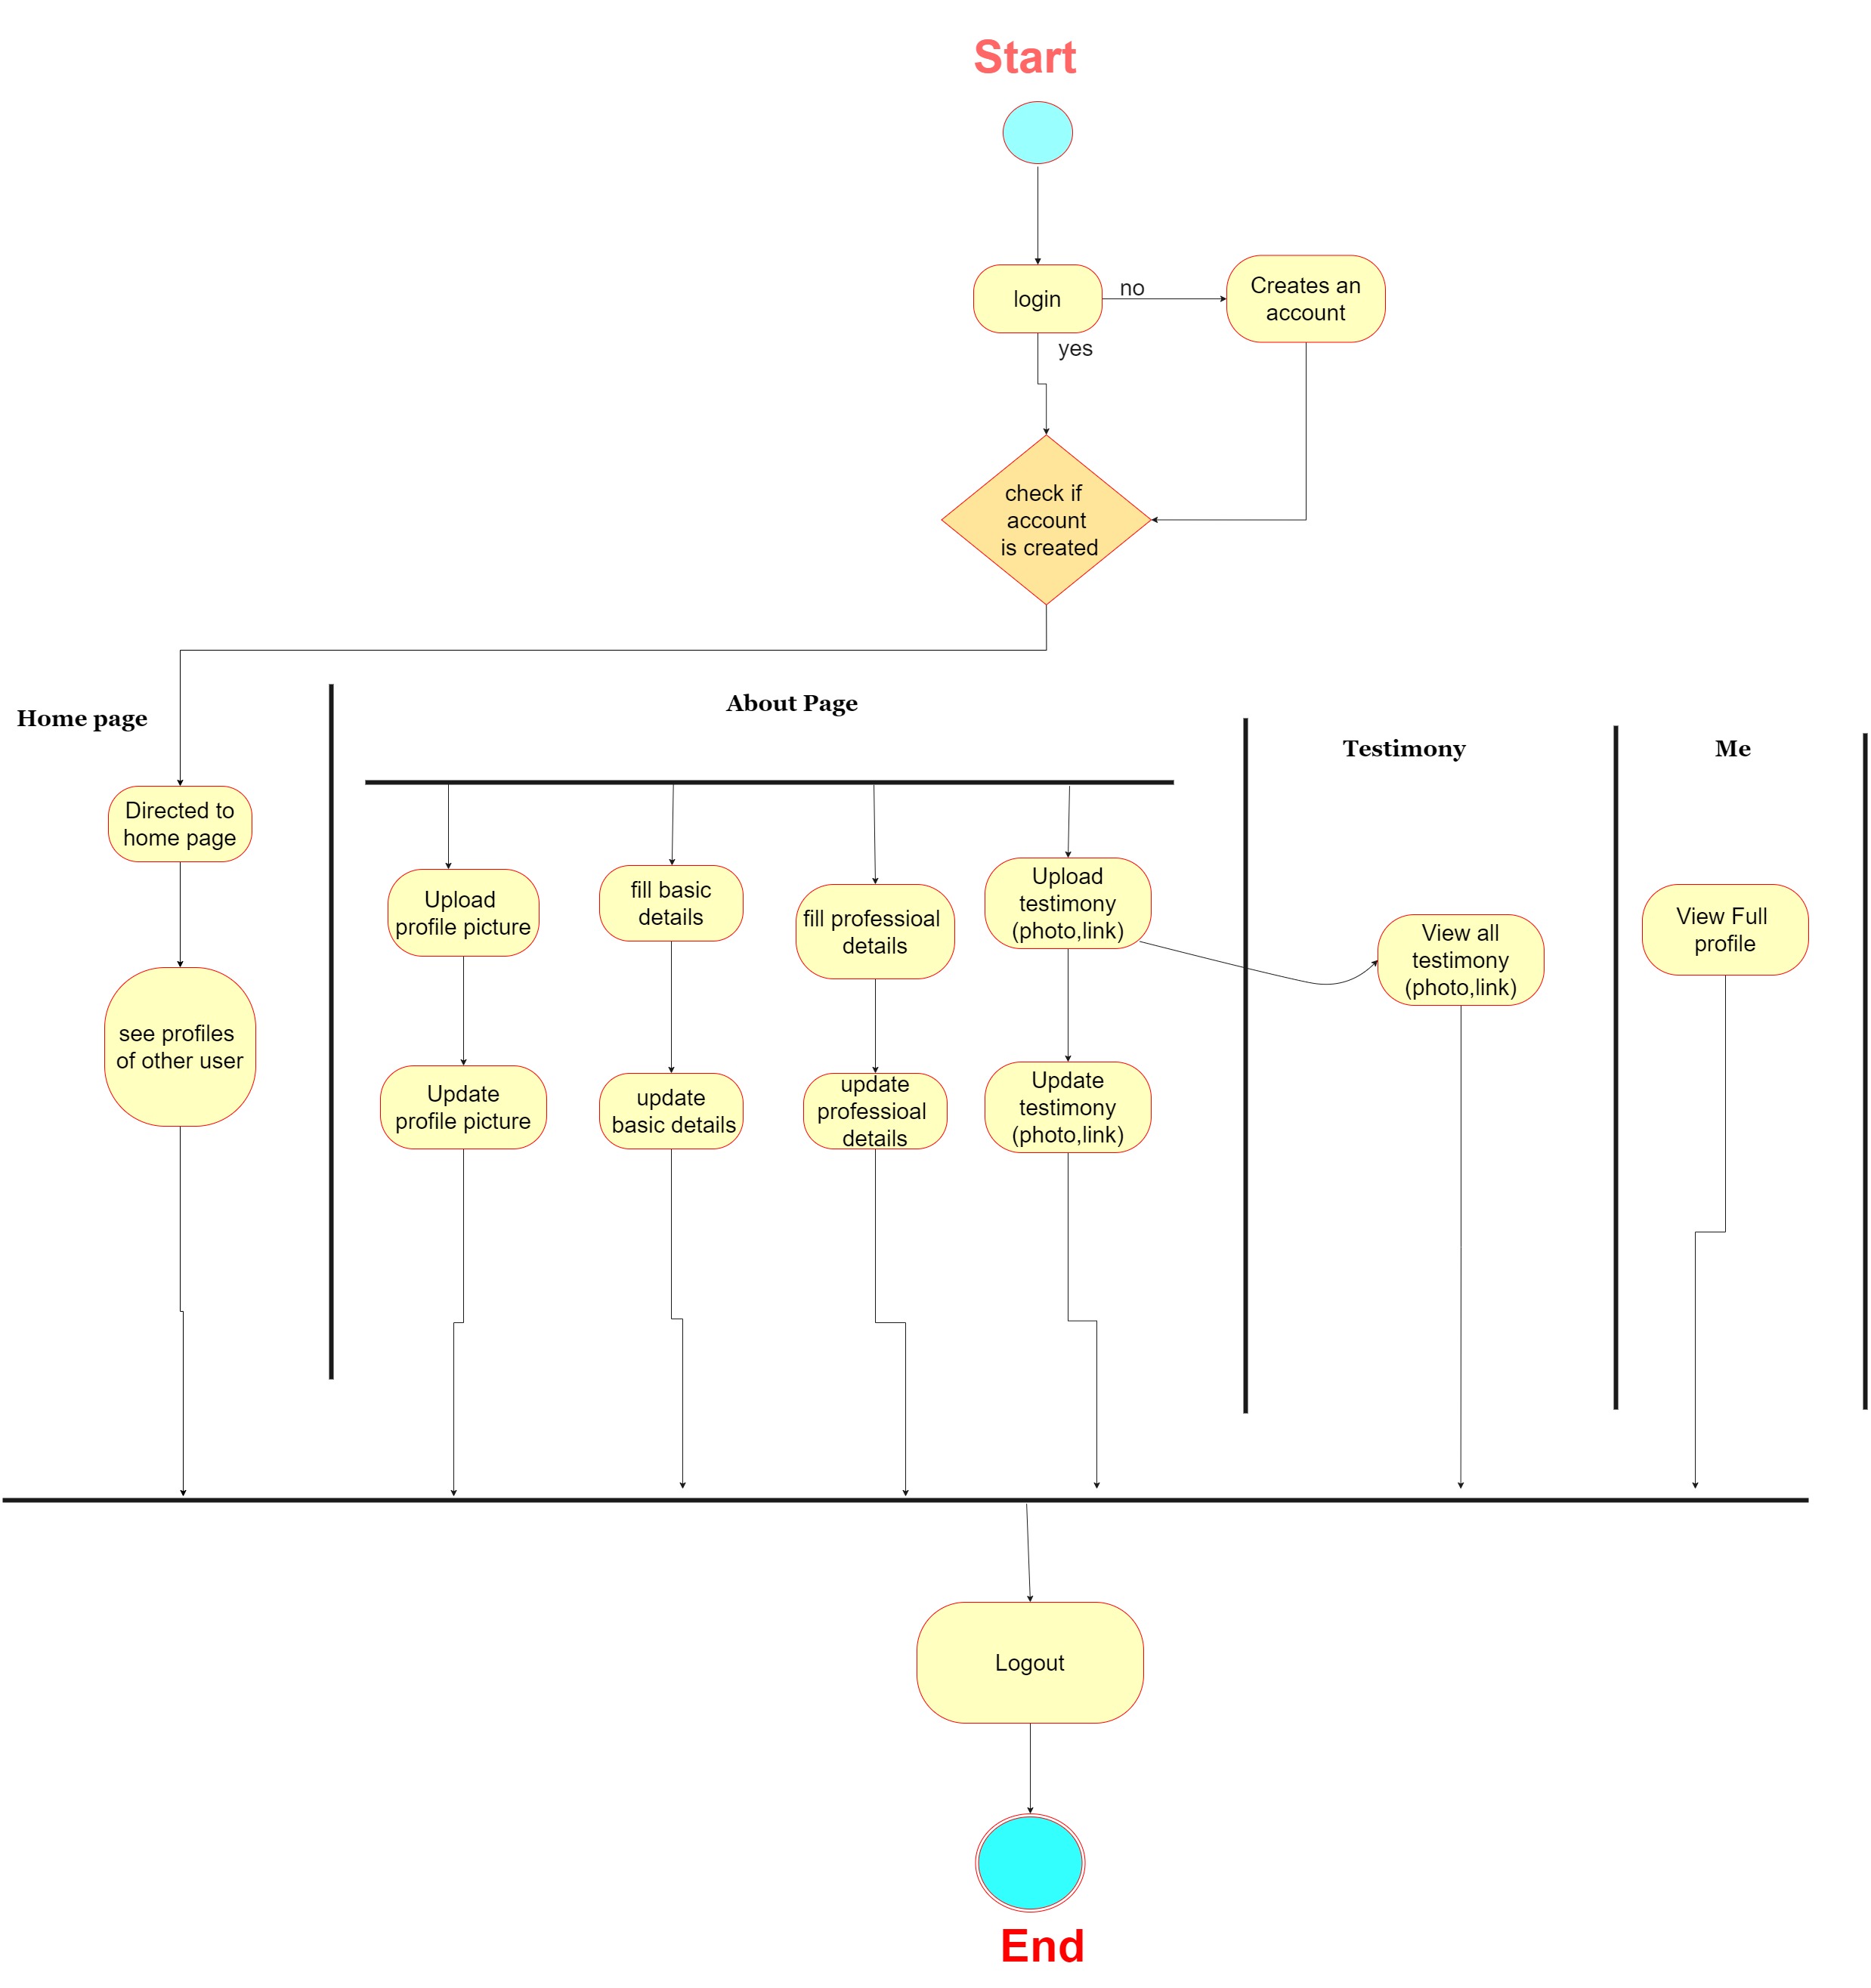 Start
login
no
Creates an
account
yes
check if
account
is created
Home page
About Page
Testimony
Me
Directed to
home page
see profiles
of other user
Upload
profile picture
Update
profile picture
fill basic
details
update
basic details
fill professioal
details
update
professioal
details
Upload
testimony
(photo,link)
Update
testimony
(photo,link)
View all
testimony
(photo,link)
View Full
profile
Logout
End